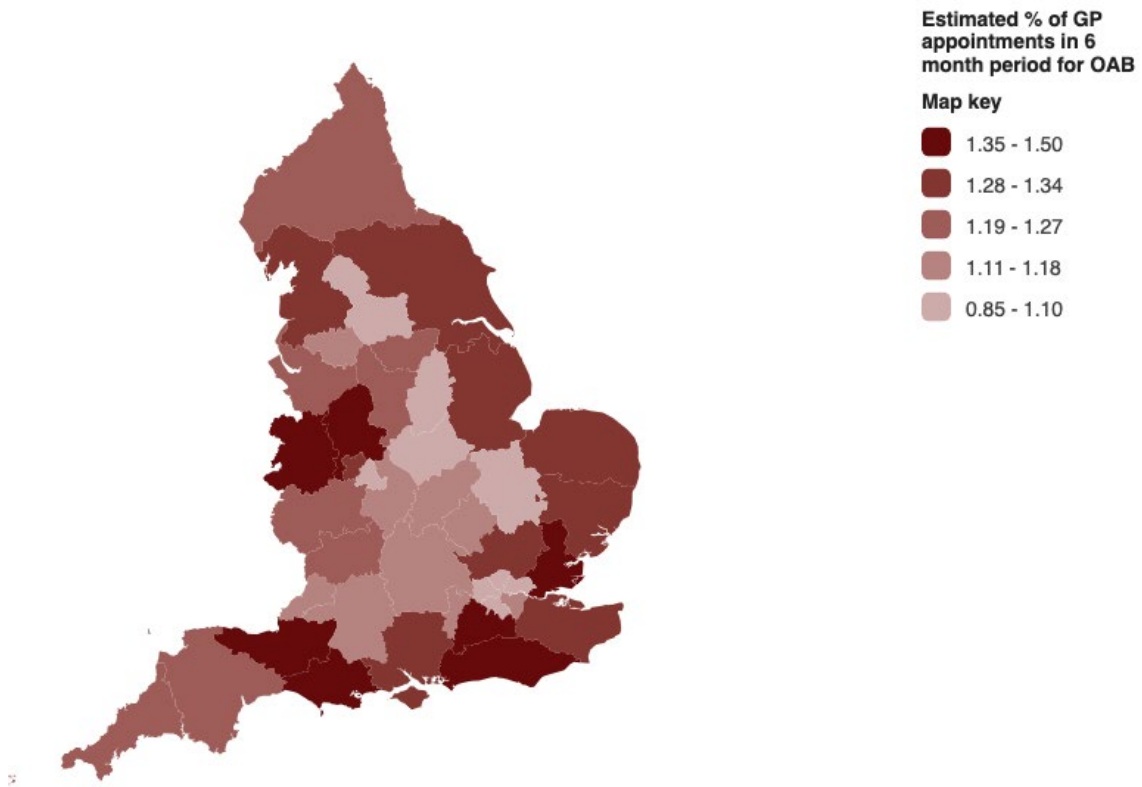 Estimated % of GP
appointments in 6
month period for OAB
Map key
1.35 - 1.50
1.28 - 1.34
1.19 - 1.27
1.11 - 1.18
0.85 - 1.10